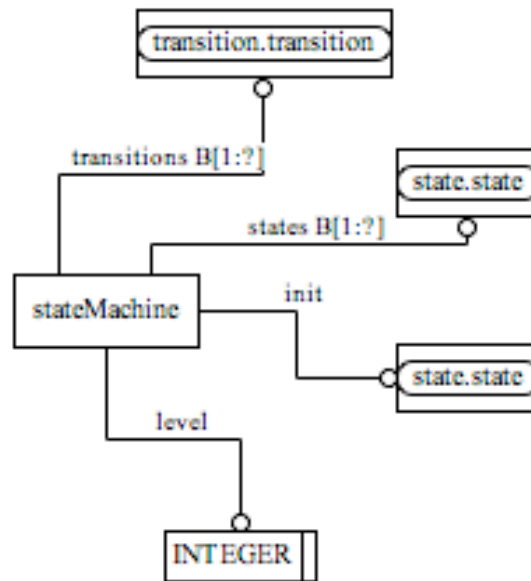 transition.transition
transitions B[1:?]
state.state
states B[1:?]
init
stateMachine
state.state
level
INTEGER